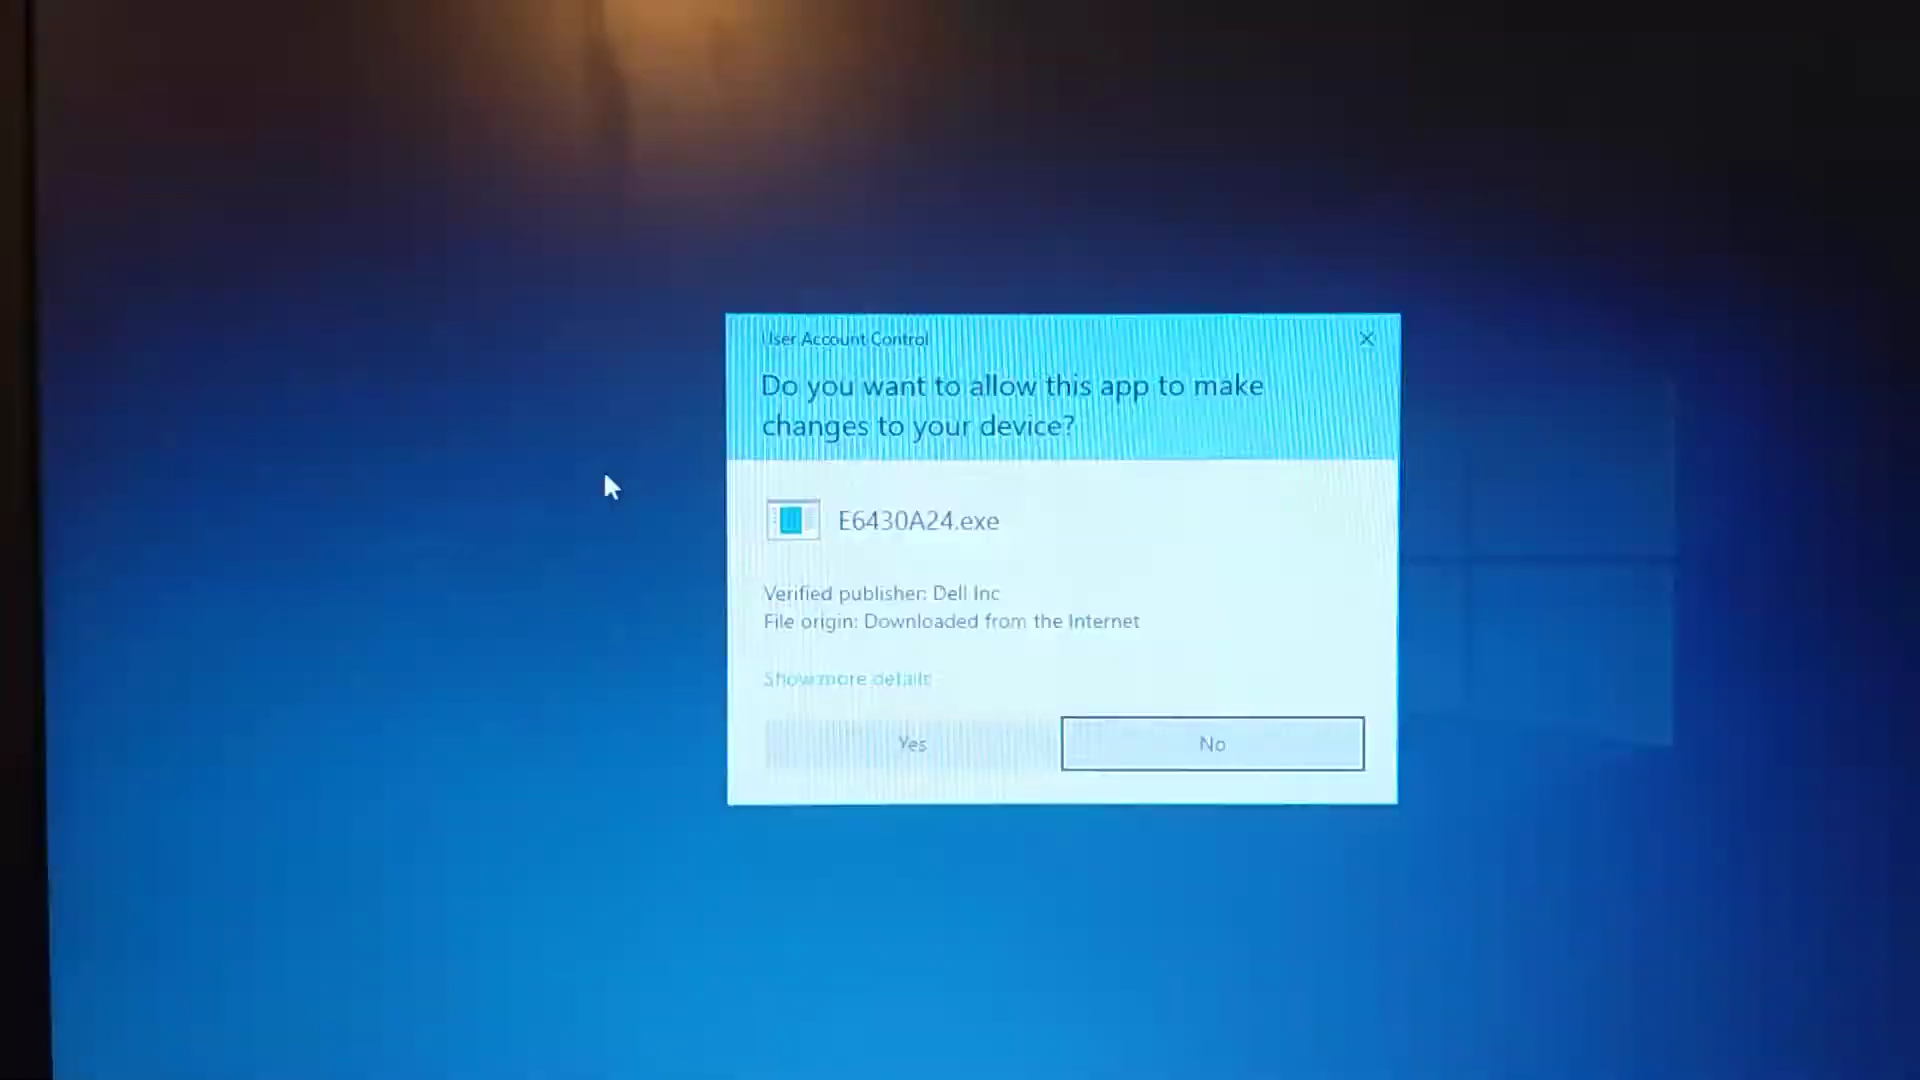 User Account Control
Do you want to allow this app to make
changes to your device?
E6430A24.exe
Verified publisher: Dell Inc
File origin: Downloaded from the Internet
Show more details
Yes
No